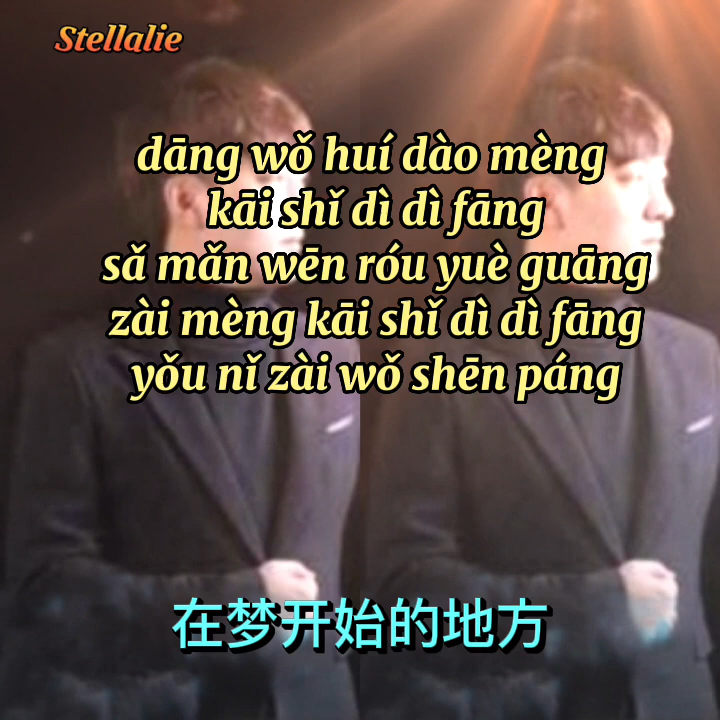 Stellalie
dāng wǒ huí dào mèng
kāi shǐ dì dì fāng
sǎ mǎn wēn róu yuè guāng
zài mèng kāi shǐ dì dì fāng
yǒu nǐ zài wǒ shēn páng
在梦开始的地方